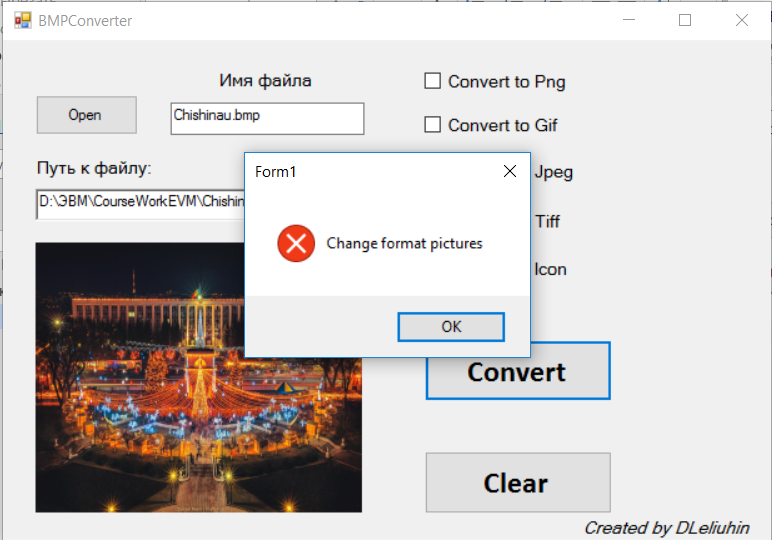 BMPConverter
Имя файла
Open
Chishinau.bmp
Convert to Png
Convert to Gif
Путь к файлу:
D:\ЭВМ\CourseWorkEVM\Chishin
Form1
Change format pictures
OK
Jpeg
Tiff
Icon
Convert
Clear
Created by DLeliuhin